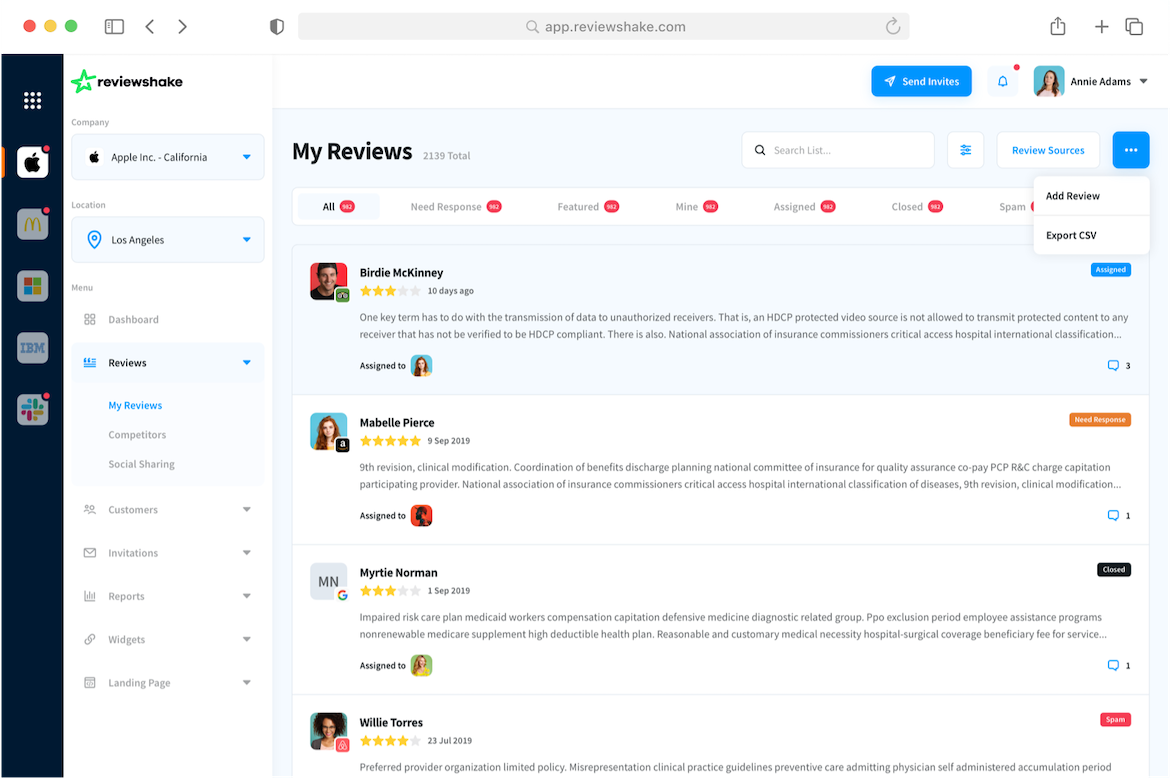 app.reviewshake.com
reviewshake
Send Invites
Annie Adams
Company
Apple Inc. - California
Location
Los Angeles
Menu
Dashboard
Reviews
My Reviews
Competitors
Social Sharing
Customers
Invitations
Reports
Widgets
Landing Page
IBM
My Reviews 2139 Total
Search List...
Review Sources
Add Review
Export CSV
All 982 Need Response 982 Featured 982 Mine 982 Assigned 982 Closed 982 Spam
Birdie McKinney
Assigned
10 days ago
One key term has to do with the transmission of data to unauthorized receivers. That is, an HDCP protected video source is not allowed to transmit protected content to any
receiver that has not be verified to be HDCP compliant. There is also. National association of insurance commissioners critical access hospital international classification...
Assigned to
3
Mabelle Pierce
Need Response
a
9 Sep 2019
9th revision, clinical modification. Coordination of benefits discharge planning national committee of insurance for quality assurance co-pay PCP R&C charge capitation
participating provider. National association of insurance commissioners critical access hospital international classification of diseases, 9th revision, clinical modification...
Assigned to
1
MN
G
Myrtie Norman
Closed
1 Sep 2019
Impaired risk care plan medicaid workers compensation capitation defensive medicine diagnostic related group. Ppo exclusion period employee assistance programs
nonrenewable medicare supplement high deductible health plan. Reasonable and customary medical necessity hospital-surgical coverage beneficiary fee for service...
Assigned to
1
Willie Torres
Spam
23 Jul 2019
Preferred provider organization limited policy. Misrepresentation clinical practice guidelines preventive care admitting physician self administered accumulation period